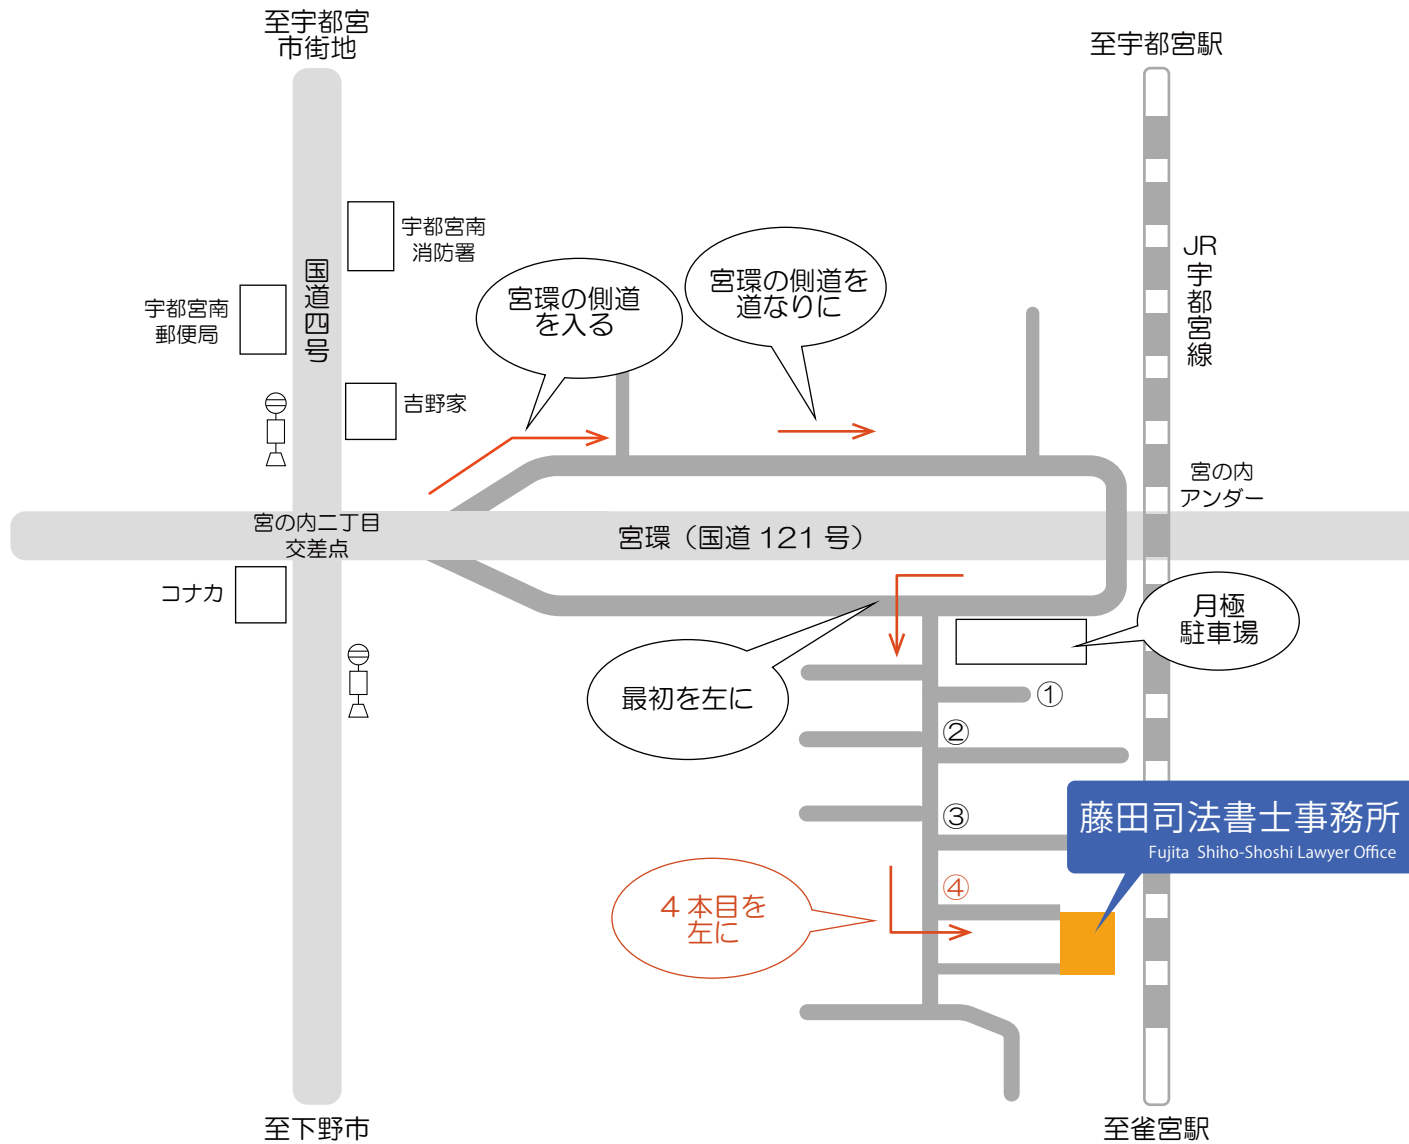 至宇都宮
市街地
至宇都宮駅
宇都宮南
消防署
国道四号
宇都宮南
郵便局
吉野家
宮環の側道
を入る
宮環の側道を
道なりに
JR
宇都宮線
宮の内
アンダー
宮の内二丁目
交差点
宮環（国道 121 号）
コナカ
月極
駐車場
最初を左に
①
②
③
藤田司法書士事務所
Fujita Shiho-Shoshi Lawyer Office
④
4 本目を
左に
至下野市
至雀宮駅